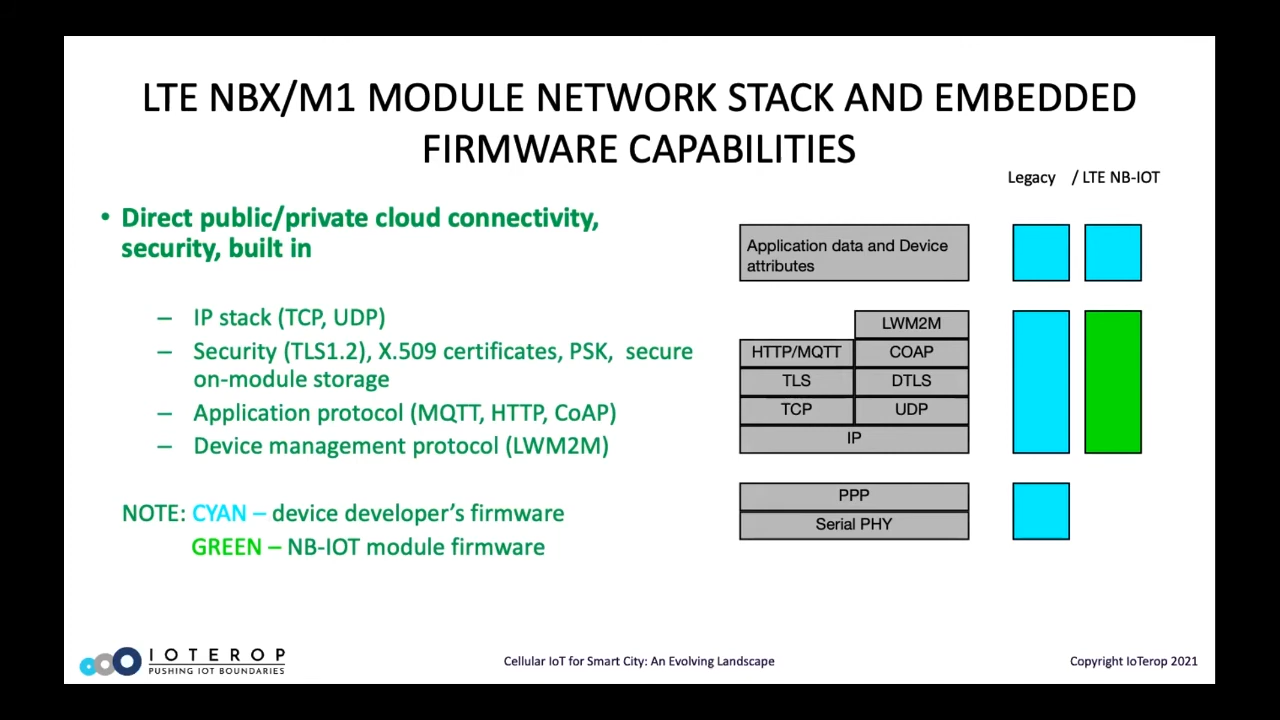 LTE NBX/M1 MODULE NETWORK STACK AND EMBEDDED
FIRMWARE CAPABILITIES
Legacy / LTE NB-IOT
• Direct public/private cloud connectivity,
security, built in
– IP stack (TCP, UDP)
– Security (TLS1.2), X.509 certificates, PSK, secure
on-module storage
– Application protocol (MQTT, HTTP, CoAP)
– Device management protocol (LWM2M)
NOTE: CYAN – device developer’s firmware
GREEN – NB-IOT module firmware
Application data and Device
attributes
LWM2M
HTTP/MQTT COAP
TLS DTLS
TCP UDP
IP
PPP
Serial PHY
IOTEROP
PUSHING IOT BOUNDARIES
Cellular IoT for Smart City: An Evolving Landscape
Copyright IoTerop 2021